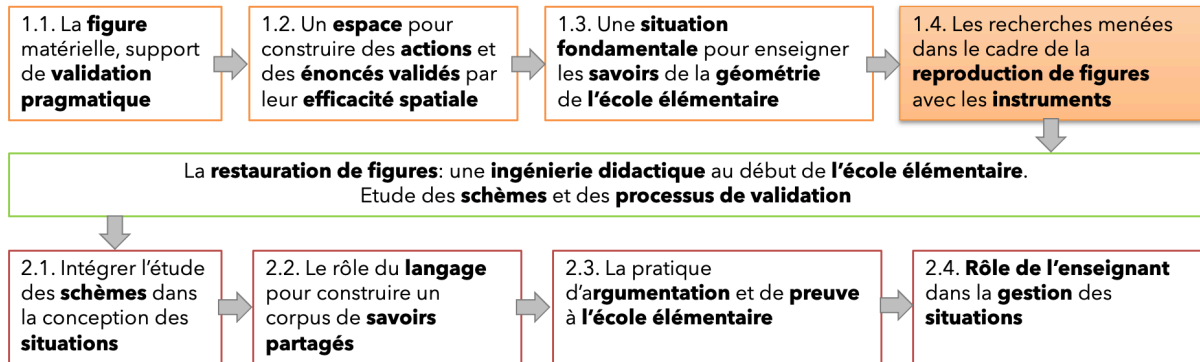 1.1. La figure
matérielle, support
de validation
pragmatique
1.2. Un espace pour
construire des actions et
des énoncés validés par
leur efficacité spatiale
1.3. Une situation
fondamentale pour enseigner
les savoirs de la géométrie
de l'école élémentaire
1.4. Les recherches menées
dans le cadre de la
reproduction de figures
avec les instruments
La restauration de figures: une ingénierie didactique au début de l'école élémentaire.
Etude des schèmes et des processus de validation
2.1. Intégrer l'étude
des schèmes dans
la conception des
situations
2.2. Le rôle du langage
pour construire un
corpus de savoirs
partagés
2.3. La pratique
d'argumentation et de preuve
à l'école élémentaire
2.4. Rôle de l'enseignant
dans la gestion des
situations